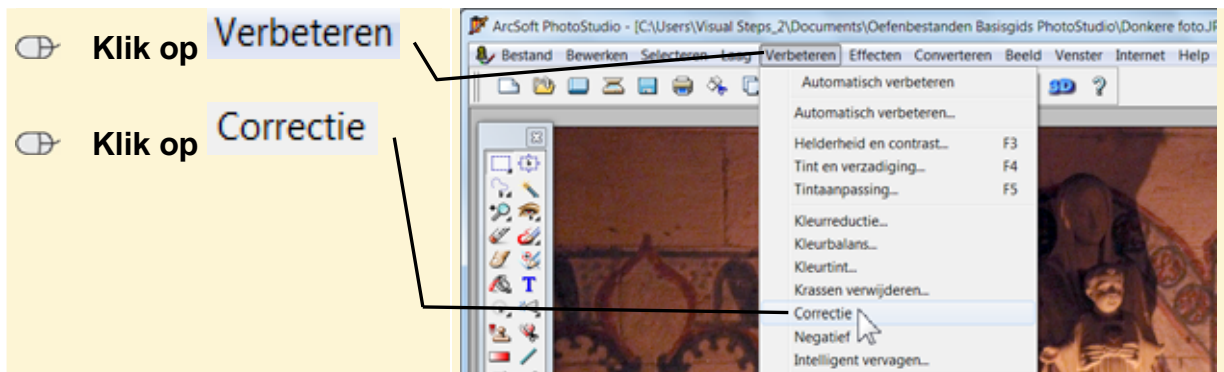 Klik op Verbeteren
Klik op Correctie
ArcSoft PhotoStudio - [C:\Users\Visual Steps_2\Documents\Oefenbestanden Basisgids PhotoStudio\Donkere foto.JP
Bestand Bewerken Selecteren Laag Verbeteren Effecten Converteren Beeld Venster Internet Help
3D ?
Automatisch verbeteren
Automatisch verbeteren...
Helderheid en contrast... F3
Tint en verzadiging... F4
Tintaanpassing... F5
Kleurreductie...
Kleurbalans...
Kleurtint...
Krassen verwijderen...
Correctie
Negatief
Intelligent vervagen...
T